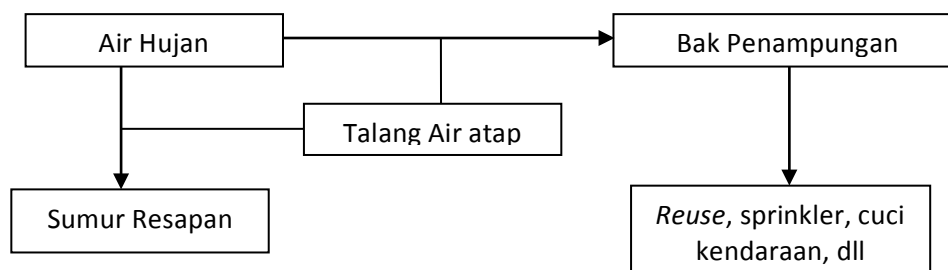 Air Hujan
Bak Penampungan
Talang Air atap
Sumur Resapan
Reuse, sprinkler, cuci
kendaraan, dll